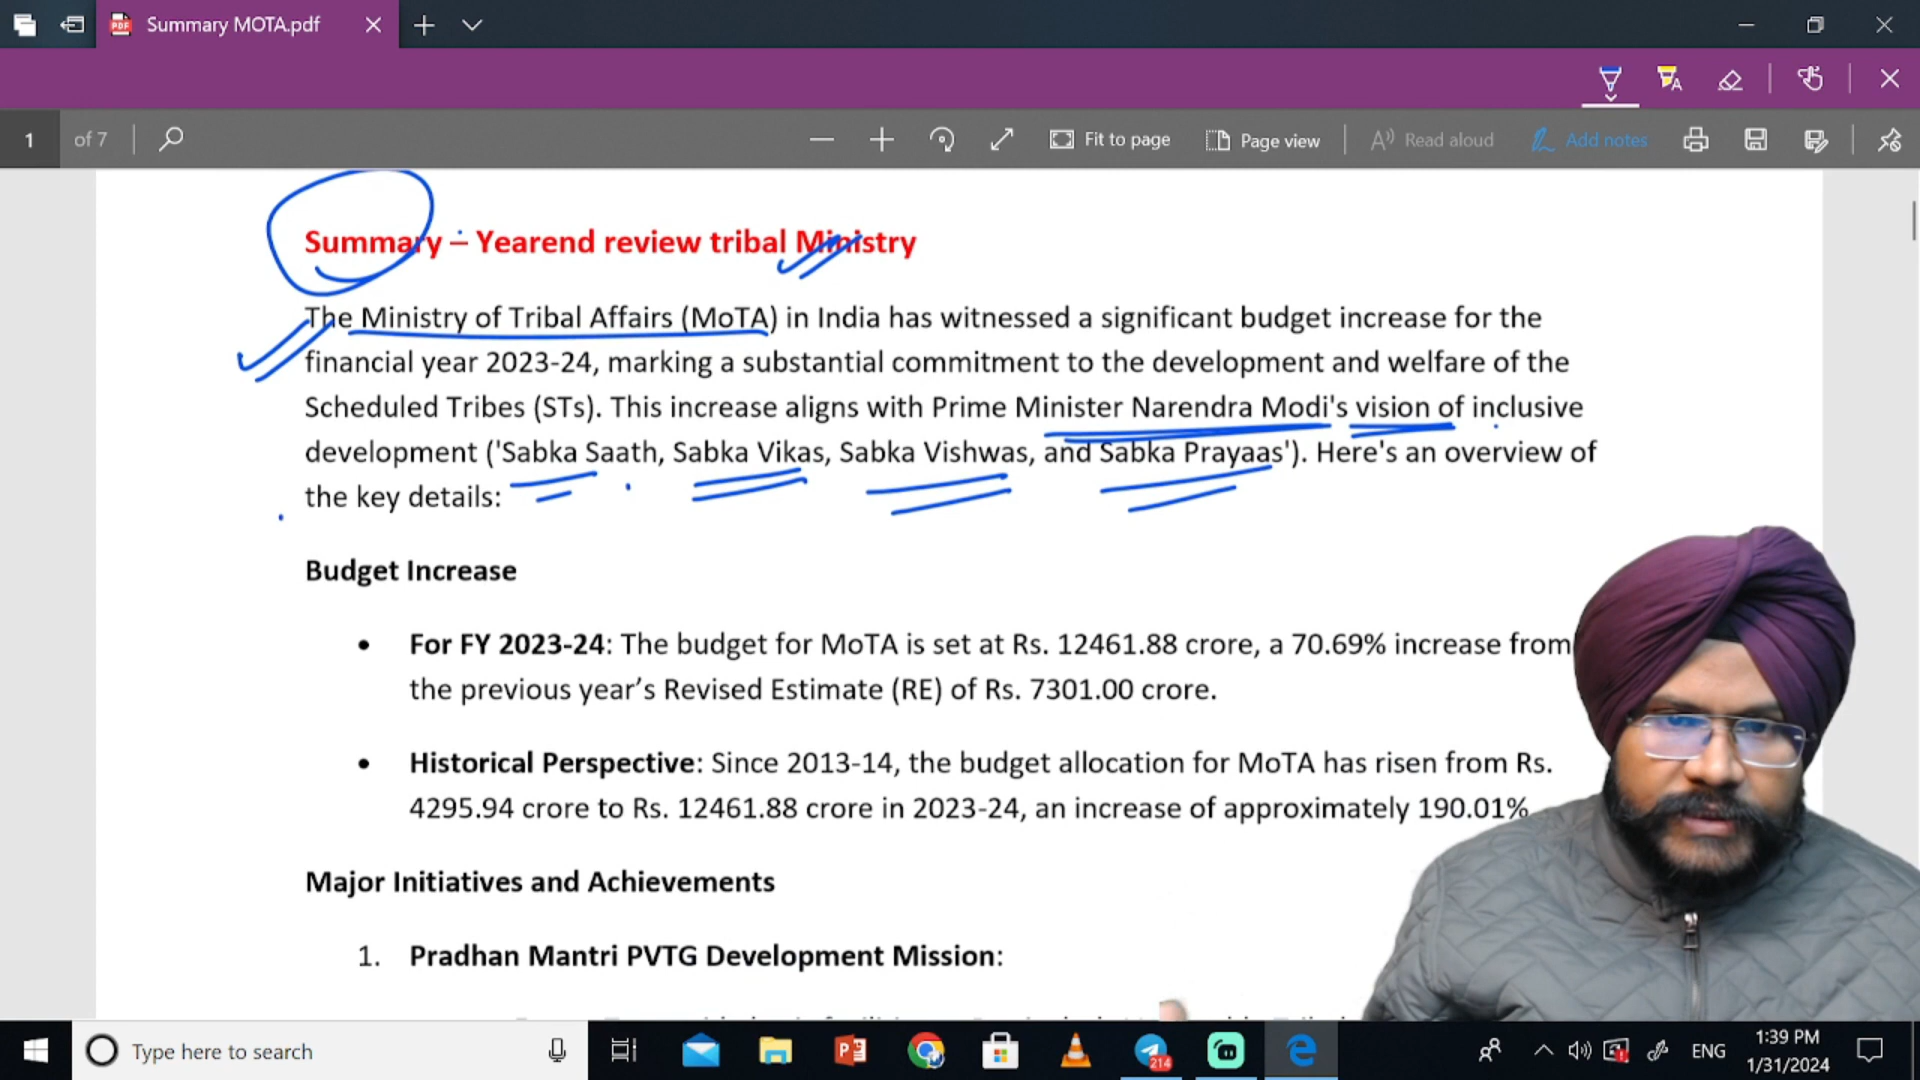 Summary MOTA.pdf
1 of 7
Fit to page
Page view
Read aloud
Add notes
Summary – Yearend review tribal Ministry
The Ministry of Tribal Affairs (MoTA) in India has witnessed a significant budget increase for the
financial year 2023-24, marking a substantial commitment to the development and welfare of the
Scheduled Tribes (STs). This increase aligns with Prime Minister Narendra Modi's vision of inclusive
development ('Sabka Saath, Sabka Vikas, Sabka Vishwas, and Sabka Prayaas'). Here's an overview of
the key details:
Budget Increase
• For FY 2023-24: The budget for MoTA is set at Rs. 12461.88 crore, a 70.69% increase from
the previous year’s Revised Estimate (RE) of Rs. 7301.00 crore.
• Historical Perspective: Since 2013-14, the budget allocation for MoTA has risen from Rs.
4295.94 crore to Rs. 12461.88 crore in 2023-24, an increase of approximately 190.01%
Major Initiatives and Achievements
1. Pradhan Mantri PVTG Development Mission:
Type here to search
214
ENG
1:39 PM
1/31/2024